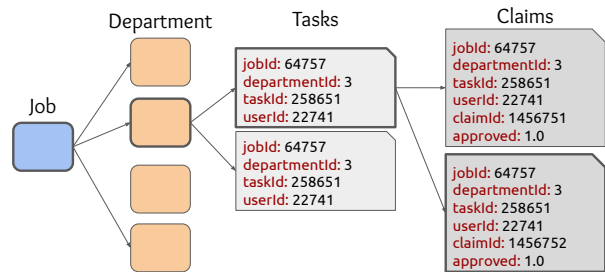 Department
Tasks
Claims
Job
jobId: 64757
departmentId: 3
taskId: 258651
userId: 22741
jobId: 64757
departmentId: 3
taskId: 258651
userId: 22741
jobId: 64757
departmentId: 3
taskId: 258651
userId: 22741
claimId: 1456751
approved: 1.0
jobId: 64757
departmentId: 3
taskId: 258651
userId: 22741
claimId: 1456752
approved: 1.0